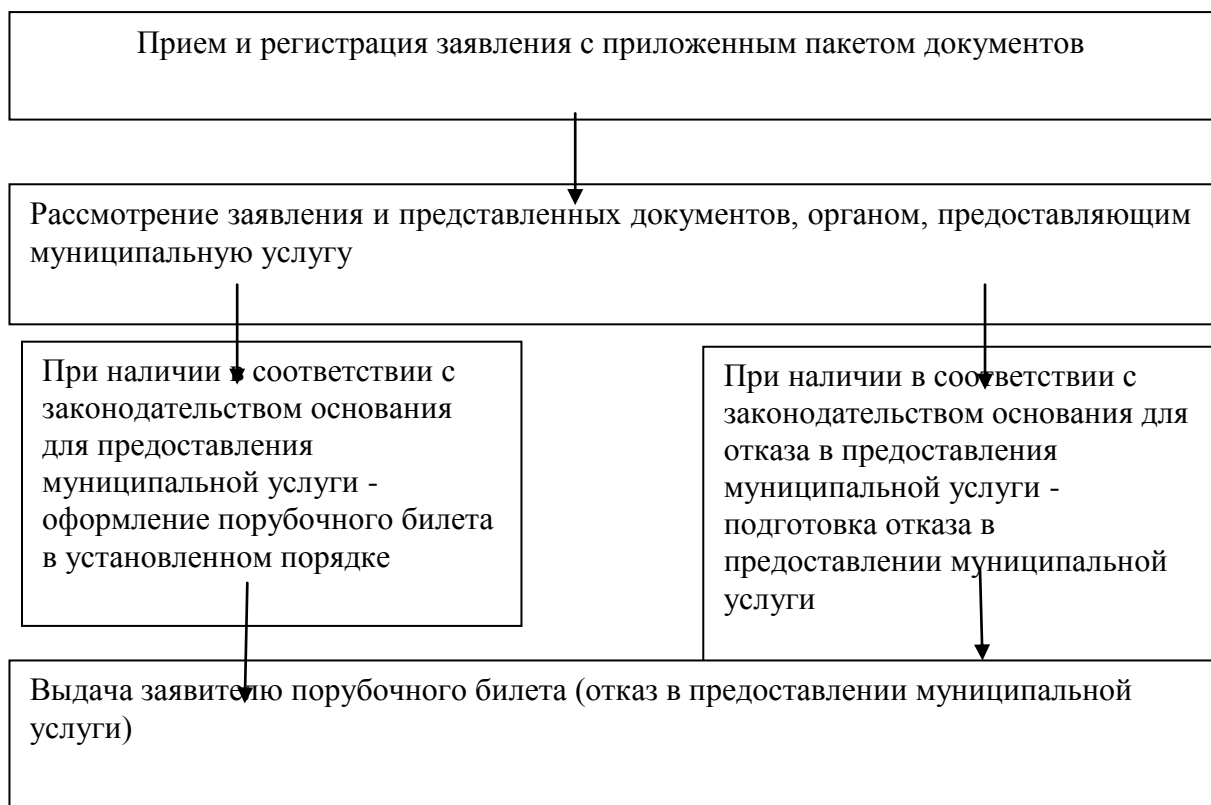 Прием и регистрация заявления с приложенным пакетом документов
Рассмотрение заявления и представленных документов, органом, предоставляющим
муниципальную услугу
При наличии в соответствии с
законодательством основания
для предоставления
муниципальной услуги -
оформление порубочного билета
в установленном порядке
При наличии в соответствии с
законодательством основания для
отказа в предоставления
муниципальной услуги -
подготовка отказа в
предоставлении муниципальной
услуги
Выдача заявителю порубочного билета (отказ в предоставлении муниципальной
услуги)